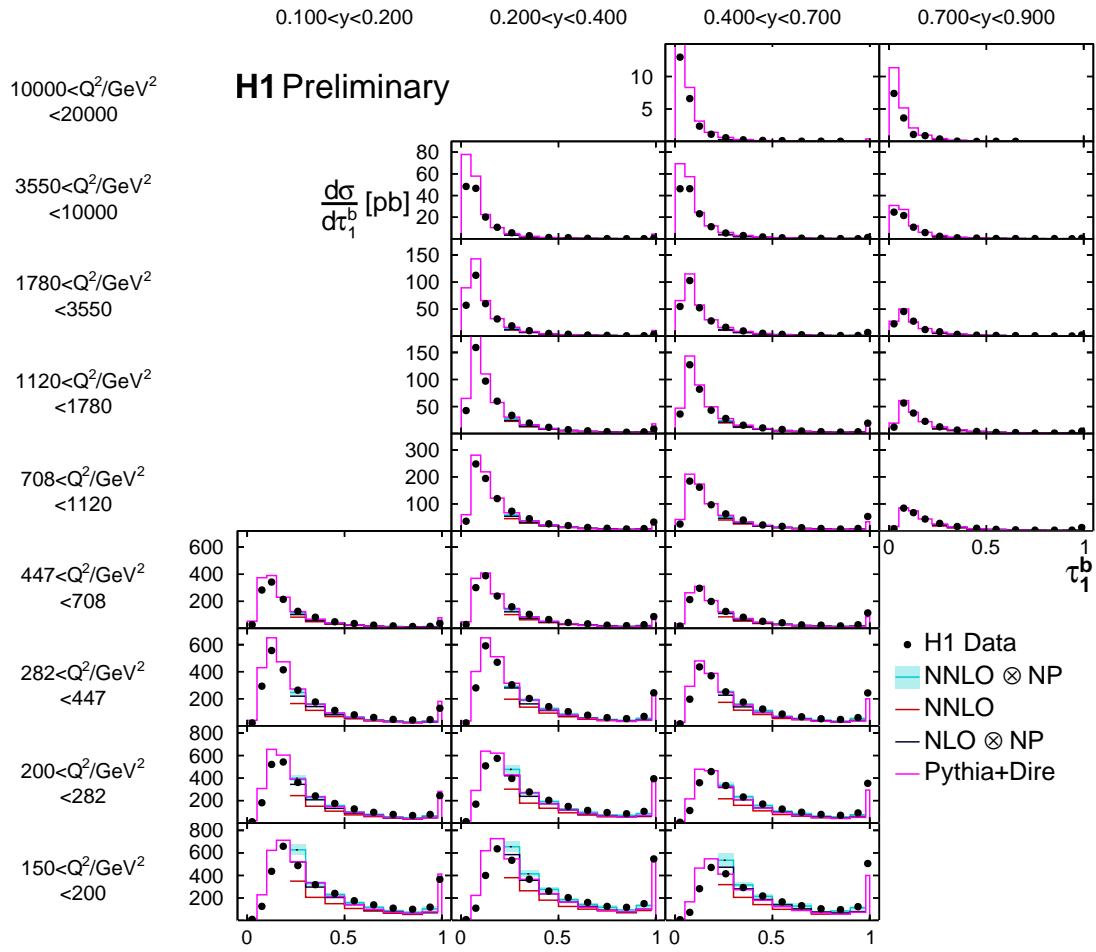 0.100<y<0.200 0.200<y<0.400 0.400<y<0.700 0.700<y<0.900
H1 Preliminary
10000<Q²/GeV²
<20000
10
5
3550<Q²/GeV²
<10000
dσ/dτ₁ᵇ [pb]
80
60
40
20
1780<Q²/GeV²
<3550
150
100
50
1120<Q²/GeV²
<1780
150
100
50
708<Q²/GeV²
<1120
300
200
100
447<Q²/GeV²
<708
600
400
200
0 0.5 1
τ₁ᵇ
282<Q²/GeV²
<447
600
400
200
200<Q²/GeV²
<282
800
600
400
200
150<Q²/GeV²
<200
800
600
400
200
0 0.5 1 0 0.5 1 0 0.5 1
H1 Data
NNLO ⊗ NP
NNLO
NLO ⊗ NP
Pythia+Dire